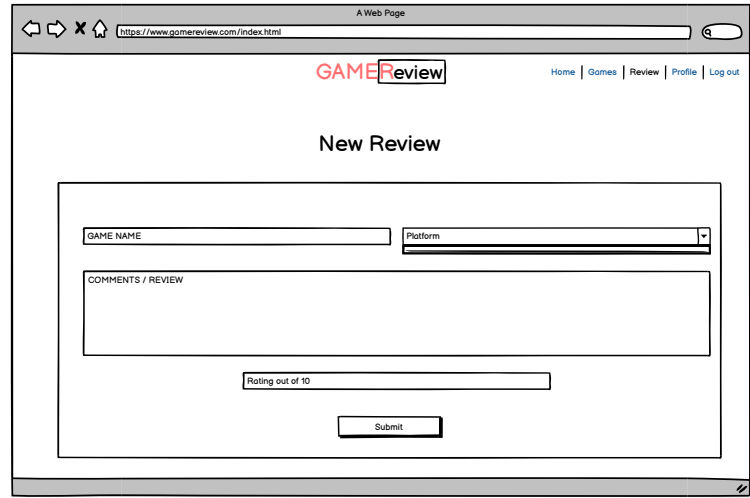 A Web Page
https://www.gamereview.com/index.html
GAMEReview
Home | Games | Review | Profile | Log out
New Review
GAME NAME
Platform
COMMENTS / REVIEW
Rating out of 10
Submit